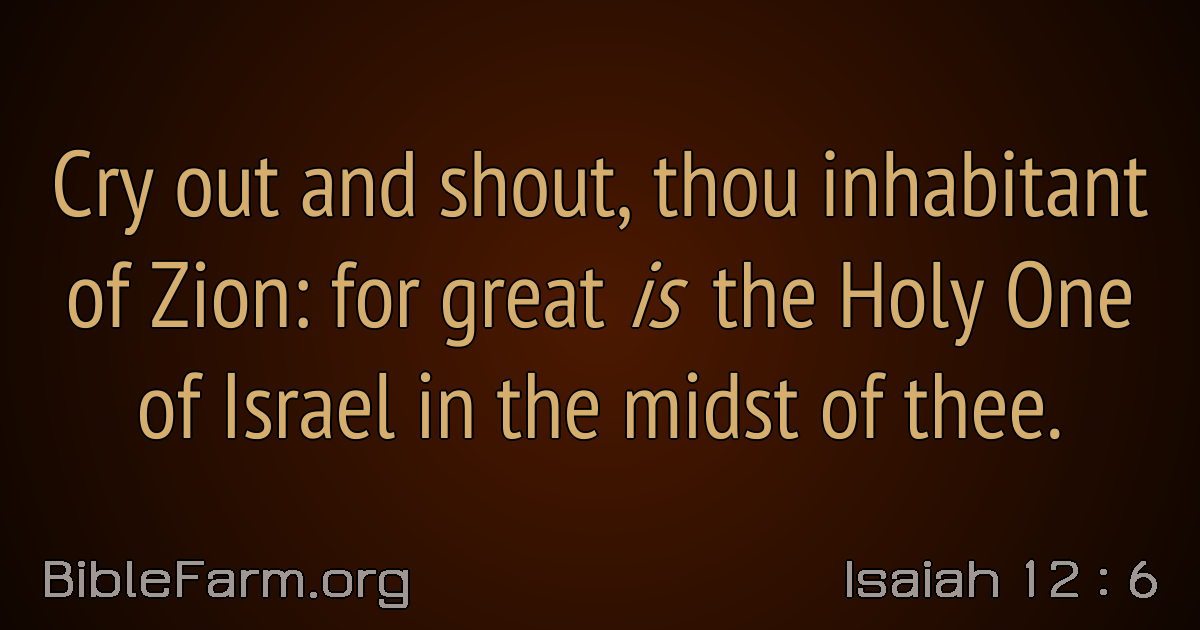 Cry out and shout, thou inhabitant
of Zion: for great is the Holy One
of Israel in the midst of thee.
BibleFarm.org
Isaiah 12 : 6